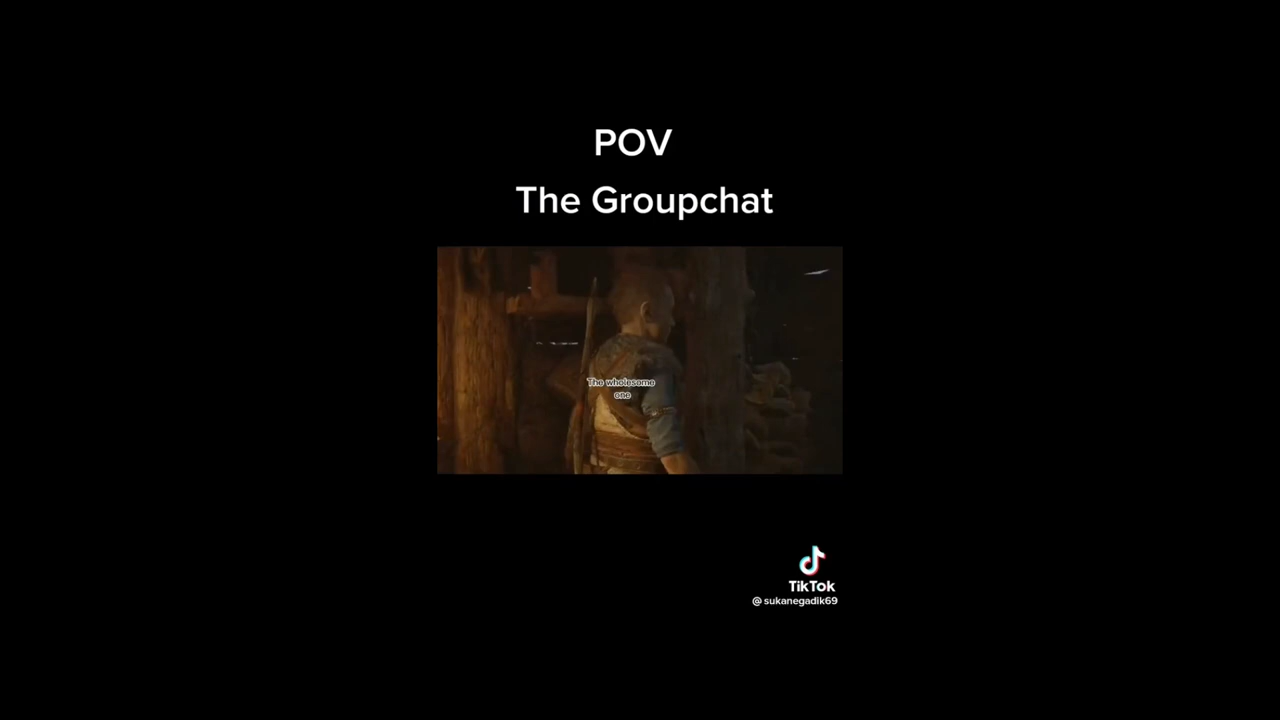 POV
The Groupchat
The wholesome
one
TikTok
@ sukanegadik69